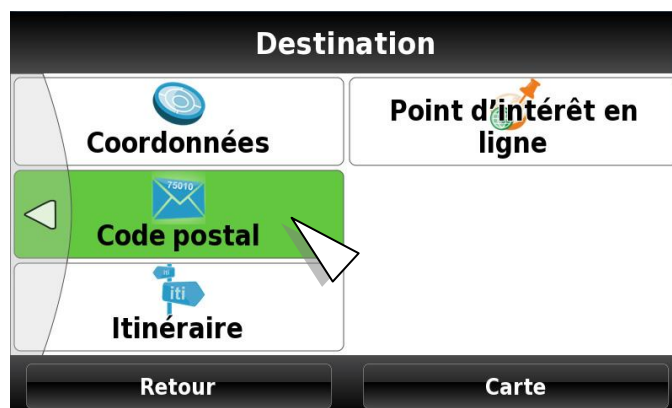 Destination
Coordonnées
Point d'intérêt en
ligne
75010
Code postal
iti
Itinéraire
Retour
Carte